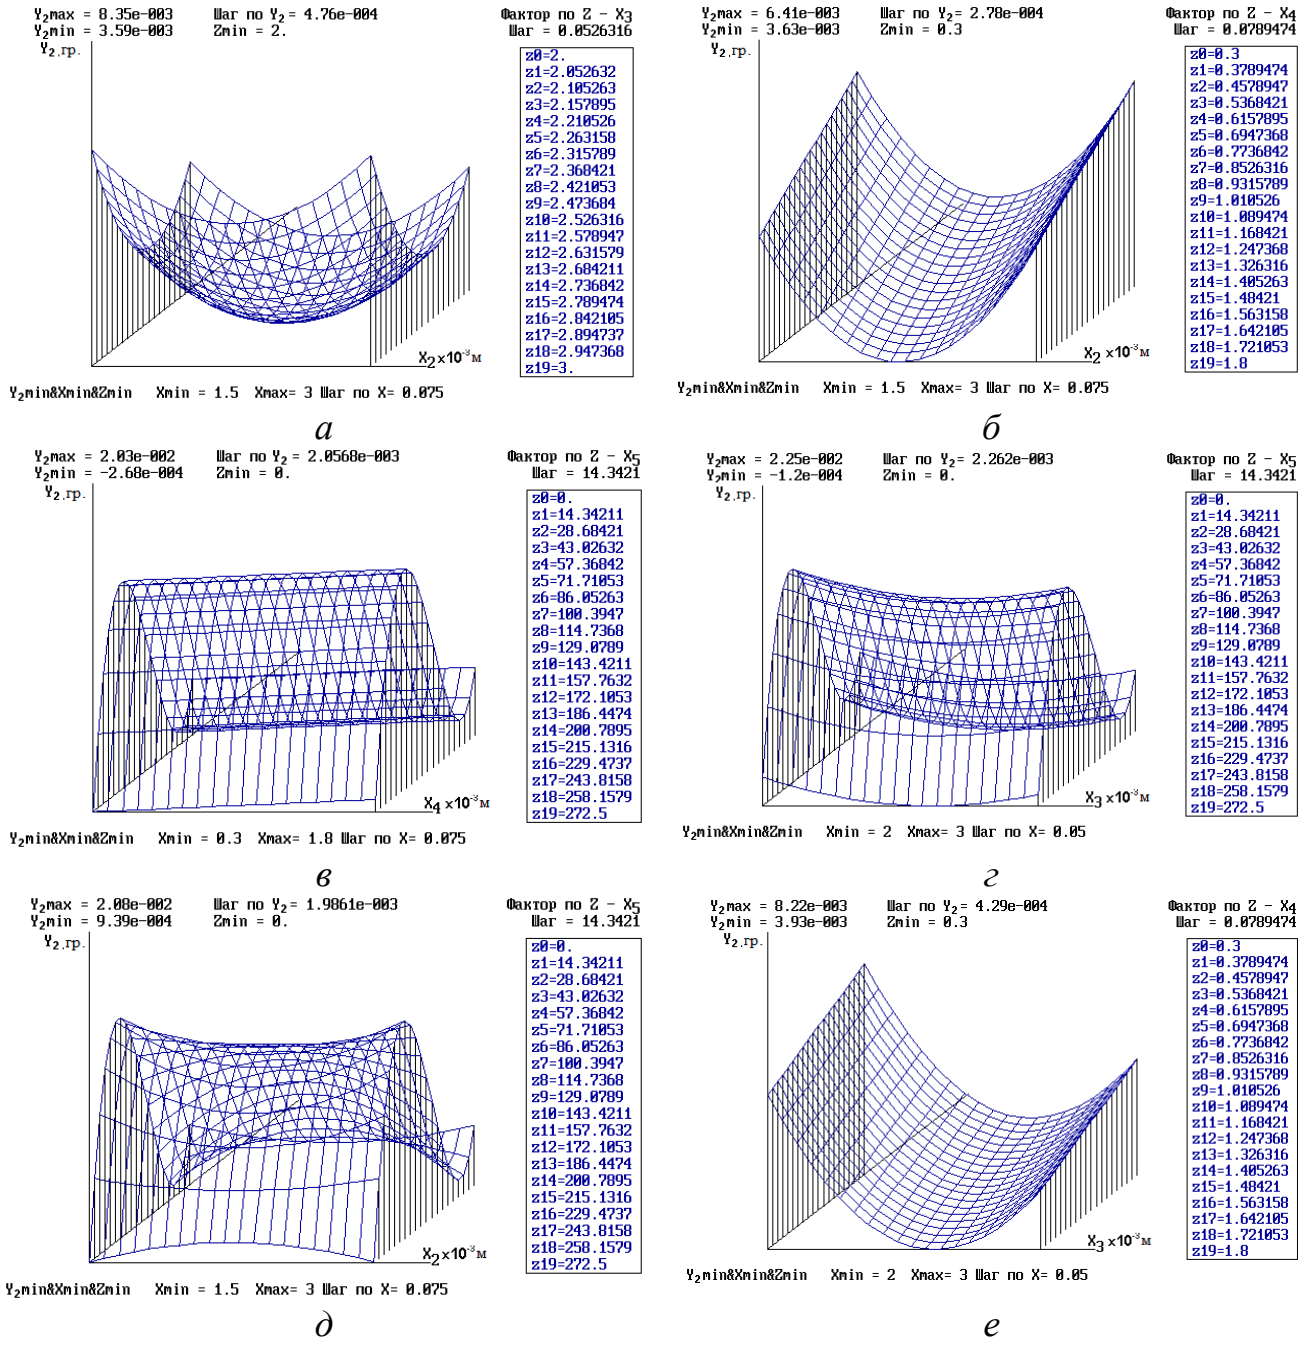 Y2max = 8.35e-003 Шаг по Y2= 4.76e-004 Фактор по Z - X3
Y2min = 3.59e-003 Zmin = 2. Шаг = 0.0526316
Y2,гр.
z0=2.
z1=2.052632
z2=2.105263
z3=2.157895
z4=2.210526
z5=2.263158
z6=2.315789
z7=2.368421
z8=2.421053
z9=2.473684
z10=2.526316
z11=2.578947
z12=2.631579
z13=2.684211
z14=2.736842
z15=2.789474
z16=2.842105
z17=2.894737
z18=2.947368
z19=3.
X2 x10⁻³ м
Y2min&Xmin&Zmin Xmin = 1.5 Xmax= 3 Шаг по X= 0.075
а
Y2max = 6.41e-003 Шаг по Y2= 2.78e-004 Фактор по Z - X4
Y2min = 3.63e-003 Zmin = 0.3 Шаг = 0.0789474
Y2,гр.
z0=0.3
z1=0.3789474
z2=0.4578947
z3=0.5368421
z4=0.6157895
z5=0.6947368
z6=0.7736842
z7=0.8526316
z8=0.9315789
z9=1.010526
z10=1.089474
z11=1.168421
z12=1.247368
z13=1.326316
z14=1.405263
z15=1.48421
z16=1.563158
z17=1.642105
z18=1.721053
z19=1.8
X2 x10⁻³ м
Y2min&Xmin&Zmin Xmin = 1.5 Xmax= 3 Шаг по X= 0.075
б
Y2max = 2.03e-002 Шаг по Y2 = 2.0568e-003 Фактор по Z - X5
Y2min = -2.68e-004 Zmin = 0. Шаг = 14.3421
Y2,гр.
z0=0.
z1=14.34211
z2=28.68421
z3=43.02632
z4=57.36842
z5=71.71053
z6=86.05263
z7=100.3947
z8=114.7368
z9=129.0789
z10=143.4211
z11=157.7632
z12=172.1053
z13=186.4474
z14=200.7895
z15=215.1316
z16=229.4737
z17=243.8158
z18=258.1579
z19=272.5
X4 x10⁻³ м
Y2min&Xmin&Zmin Xmin = 0.3 Xmax= 1.8 Шаг по X= 0.075
в
Y2max = 2.25e-002 Шаг по Y2= 2.262e-003 Фактор по Z - X5
Y2min = -1.2e-004 Zmin = 0. Шаг = 14.3421
Y2,гр.
z0=0.
z1=14.34211
z2=28.68421
z3=43.02632
z4=57.36842
z5=71.71053
z6=86.05263
z7=100.3947
z8=114.7368
z9=129.0789
z10=143.4211
z11=157.7632
z12=172.1053
z13=186.4474
z14=200.7895
z15=215.1316
z16=229.4737
z17=243.8158
z18=258.1579
z19=272.5
X3 x10⁻³ м
Y2min&Xmin&Zmin Xmin = 2 Xmax= 3 Шаг по X= 0.05
г
Y2max = 2.08e-002 Шаг по Y2= 1.9861e-003 Фактор по Z - X5
Y2min = 9.39e-004 Zmin = 0. Шаг = 14.3421
Y2,гр.
z0=0.
z1=14.34211
z2=28.68421
z3=43.02632
z4=57.36842
z5=71.71053
z6=86.05263
z7=100.3947
z8=114.7368
z9=129.0789
z10=143.4211
z11=157.7632
z12=172.1053
z13=186.4474
z14=200.7895
z15=215.1316
z16=229.4737
z17=243.8158
z18=258.1579
z19=272.5
X2 x10⁻³ м
Y2min&Xmin&Zmin Xmin = 1.5 Xmax= 3 Шаг по X= 0.075
д
Y2max = 8.22e-003 Шаг по Y2= 4.29e-004 Фактор по Z - X4
Y2min = 3.93e-003 Zmin = 0.3 Шаг = 0.0789474
Y2,гр.
z0=0.3
z1=0.3789474
z2=0.4578947
z3=0.5368421
z4=0.6157895
z5=0.6947368
z6=0.7736842
z7=0.8526316
z8=0.9315789
z9=1.010526
z10=1.089474
z11=1.168421
z12=1.247368
z13=1.326316
z14=1.405263
z15=1.48421
z16=1.563158
z17=1.642105
z18=1.721053
z19=1.8
X3 x10⁻³ м
Y2min&Xmin&Zmin Xmin = 2 Xmax= 3 Шаг по X= 0.05
е